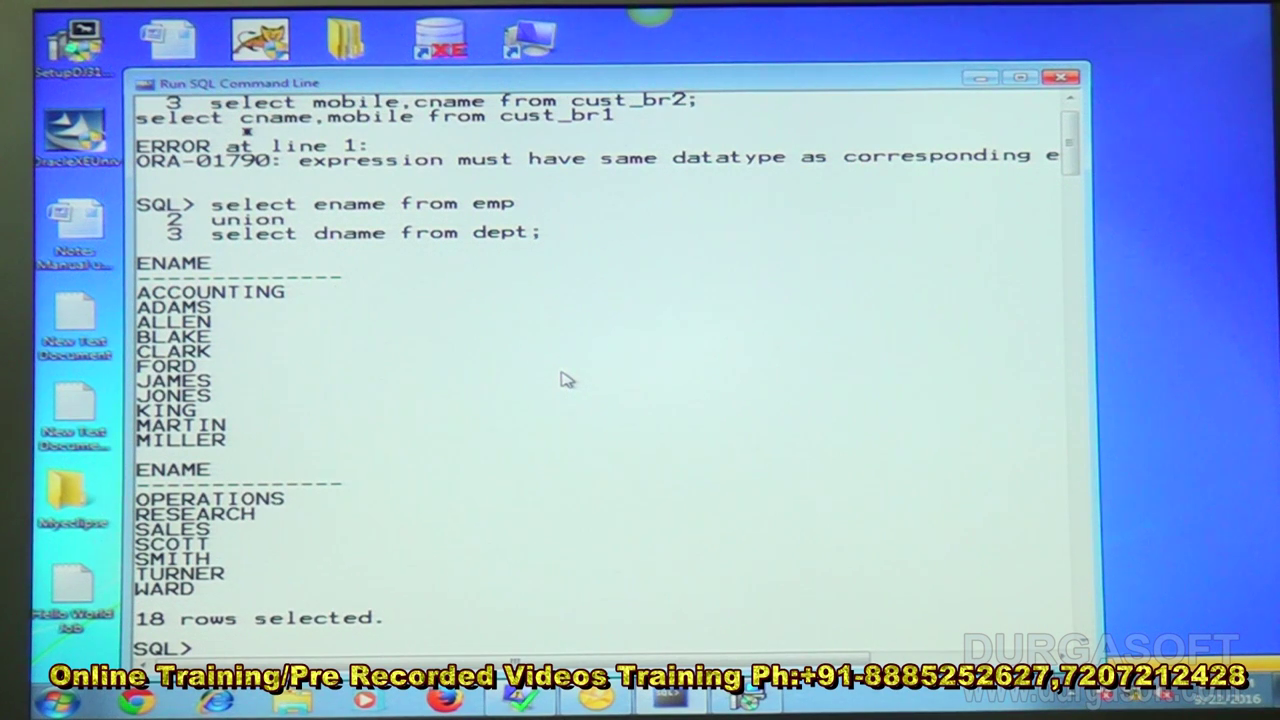 SetupDJ31...
XE
Run SQL Command Line
3 select mobile,cname from cust_br2;
select cname,mobile from cust_br1
*
ERROR at line 1:
ORA-01790: expression must have same datatype as corresponding e
OracleXEUniv
SQL> select ename from emp
2 union
3 select dname from dept;
Notes
Manual u...
ENAME
--------------
ACCOUNTING
ADAMS
ALLEN
BLAKE
CLARK
FORD
JAMES
JONES
KING
MARTIN
MILLER
New Text
Document
New Text
Docume...
ENAME
--------------
OPERATIONS
RESEARCH
SALES
SCOTT
SMITH
TURNER
WARD
Myeclipse
18 rows selected.
Hello World
Job
SQL>
DURGASOFT
Online Training/Pre Recorded Videos Training Ph:+91-8885252627,7207212428
9/22/2016